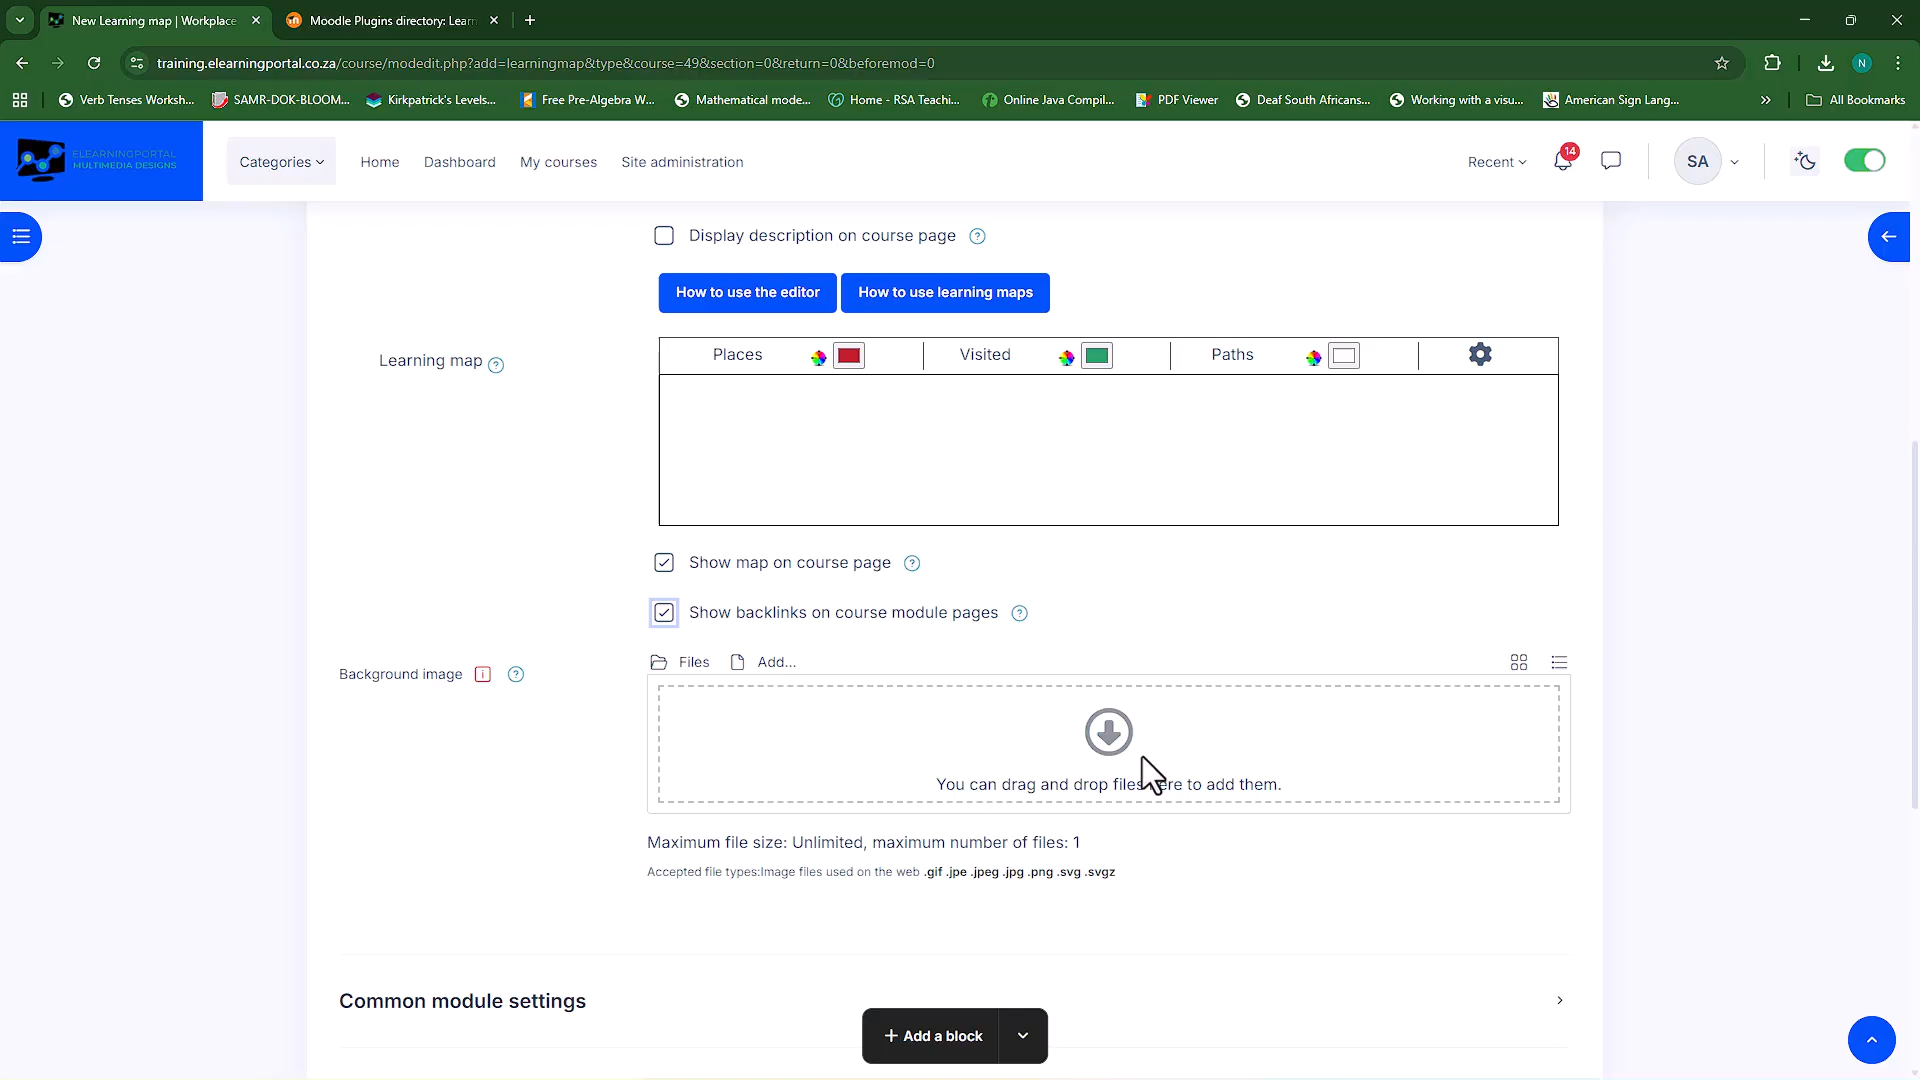 New Learning map | Workplace
Moodle Plugins directory: Learn
training.elearningportal.co.za/course/modedit.php?add=learningmap&type&course=49&section=0&return=0&beforemod=0
N
Verb Tenses Worksh...
SAMR-DOK-BLOOM...
Kirkpatrick's Levels...
Free Pre-Algebra W...
Mathematical mode...
Home - RSA Teachi...
Online Java Compil...
PDF Viewer
Deaf South Africans...
Working with a visu...
American Sign Lang...
All Bookmarks
ELEARNINGPORTAL
MULTIMEDIA DESIGNS
Categories
Home
Dashboard
My courses
Site administration
Recent
14
SA
Display description on course page
How to use the editor
How to use learning maps
Learning map
Places
Visited
Paths
Show map on course page
Show backlinks on course module pages
Background image
Files
Add...
You can drag and drop files here to add them.
Maximum file size: Unlimited, maximum number of files: 1
Accepted file types:Image files used on the web .gif .jpe .jpeg .jpg .png .svg .svgz
Common module settings
Add a block